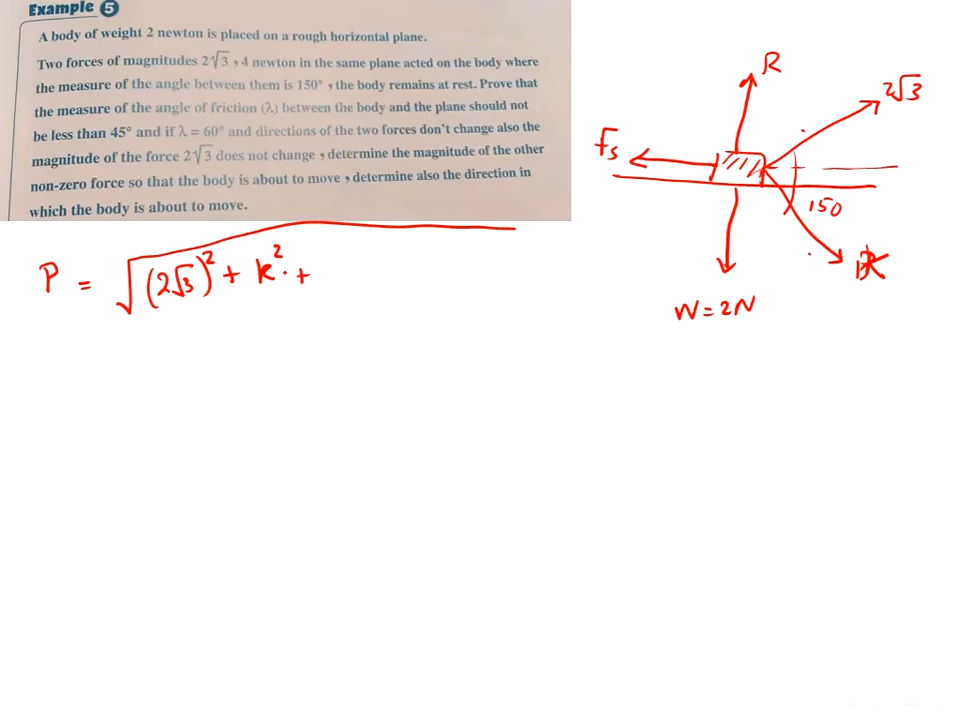 Example 5
A body of weight 2 newton is placed on a rough horizontal plane.
Two forces of magnitudes 2√3 , 4 newton in the same plane acted on the body where
the measure of the angle between them is 150° , the body remains at rest. Prove that
the measure of the angle of friction (λ) between the body and the plane should not
be less than 45° and if λ = 60° and directions of the two forces don't change also the
magnitude of the force 2√3 does not change , determine the magnitude of the other
non-zero force so that the body is about to move , determine also the direction in
which the body is about to move.
R
2√3
Fs
150
K
W = 2N
P = √(2√3)² + k² · +